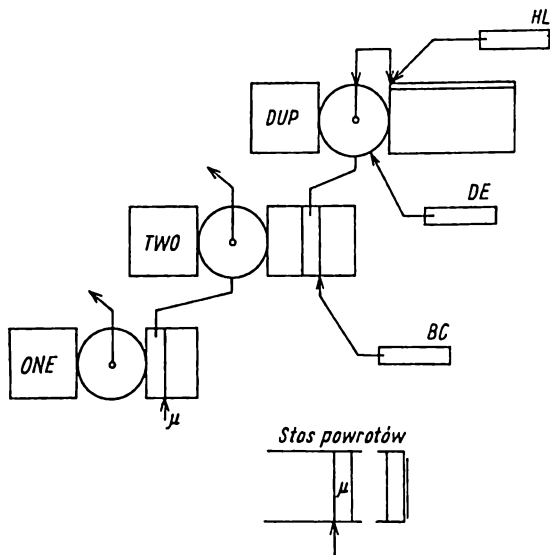 HL
DUP
DE
TWO
BC
ONE
μ
Stos powrotów
μ